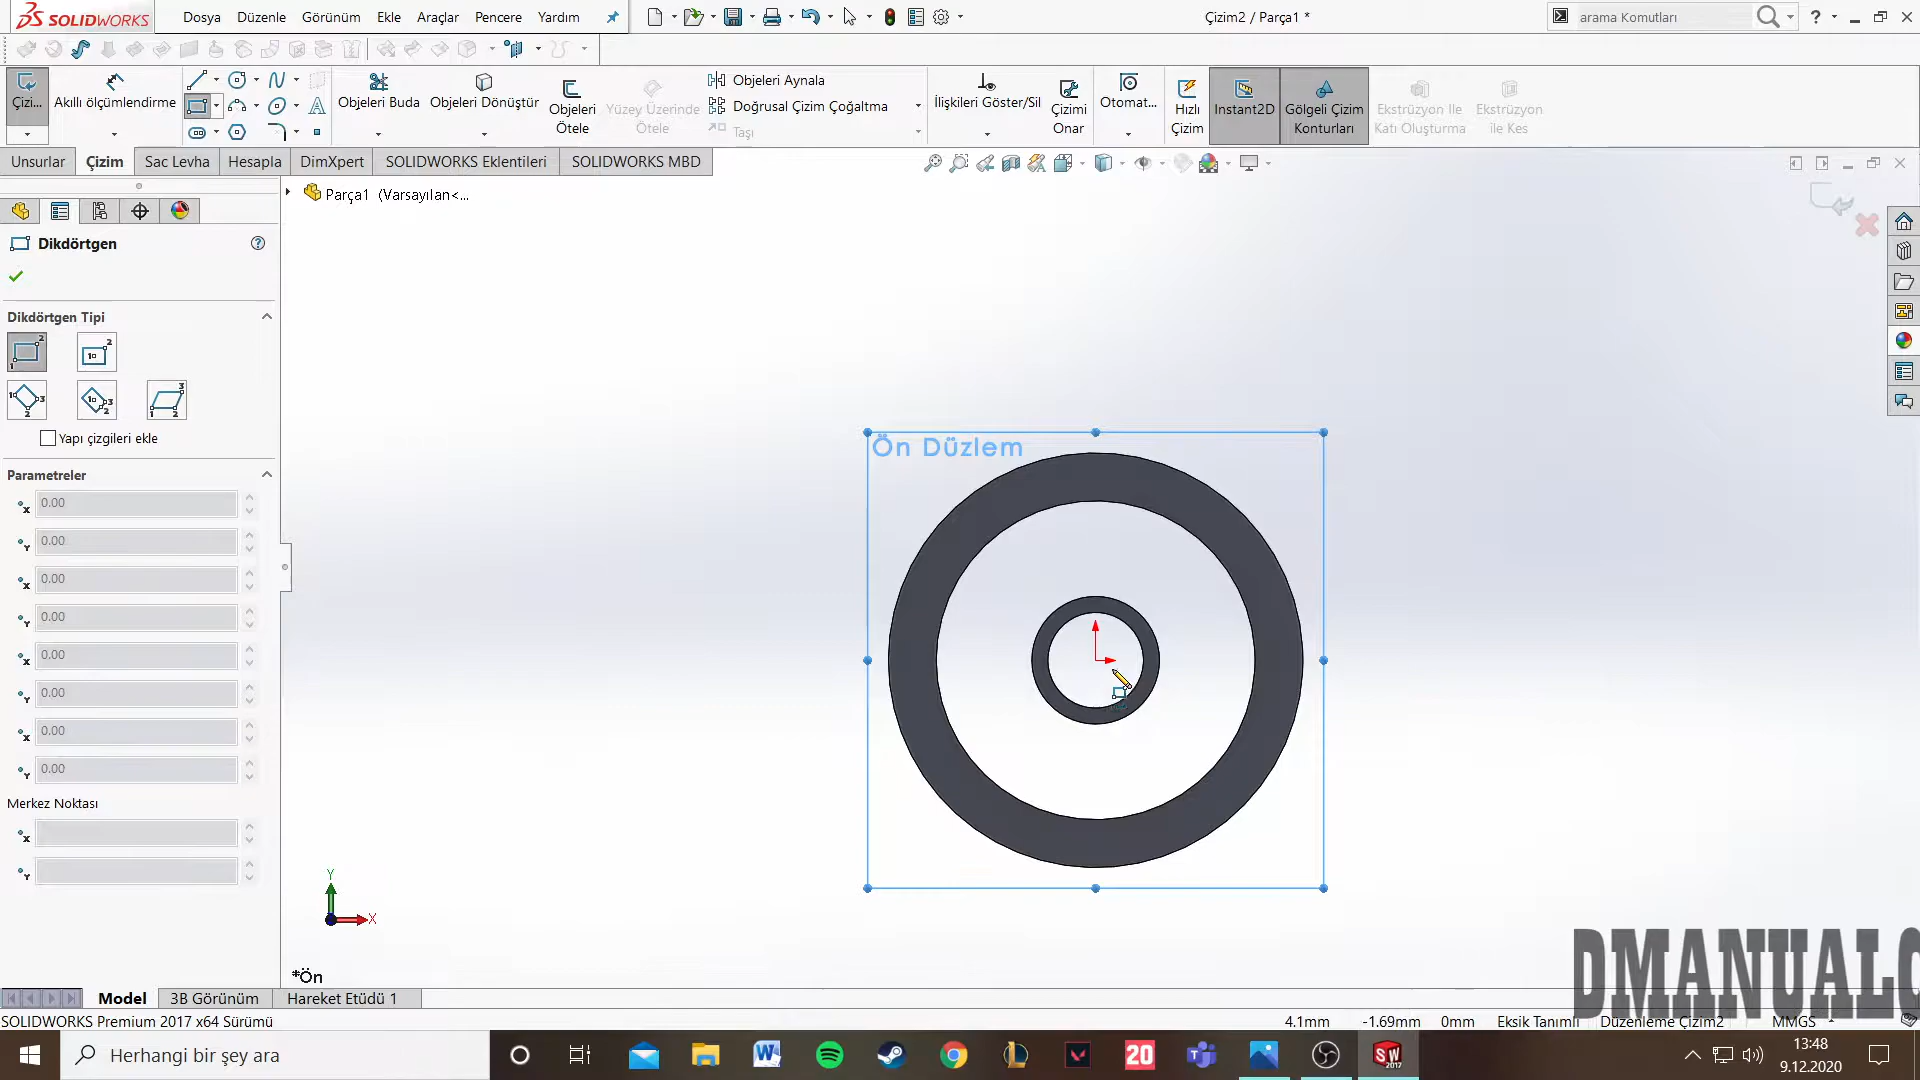 SOLIDWORKS
Dosya Düzenle Görünüm Ekle Araçlar Pencere Yardım
Çizim2 / Parça1 *
arama Komutları
Çizi...
Akıllı ölçümlendirme
Objeleri Buda
Objeleri Dönüştür
Objeleri
Ötele
Yüzey Üzerinde
Ötele
Objeleri Aynala
Doğrusal Çizim Çoğaltma
Taşı
İlişkileri Göster/Sil
Çizimi
Onar
Otomat...
Hızlı
Çizim
Instant2D
Gölgeli Çizim
Konturları
Ekstrüzyon Ile
Katı Oluşturma
Ekstrüzyon
ile Kes
Unsurlar Çizim Sac Levha Hesapla DimXpert SOLIDWORKS Eklentileri SOLIDWORKS MBD
Parça1 (Varsayılan<...
Dikdörtgen
Dikdörtgen Tipi
Yapı çizgileri ekle
Parametreler
0.00
0.00
0.00
0.00
0.00
0.00
0.00
0.00
Merkez Noktası
Ön Düzlem
Y
X
*Ön
DMANUALC
Model 3B Görünüm Hareket Etüdü 1
SOLIDWORKS Premium 2017 x64 Sürümü
4.1mm -1.69mm 0mm Eksik Tanımlı Düzenleme Çizim2 MMGS
Herhangi bir şey ara
20
SW
2017
13:48
9.12.2020